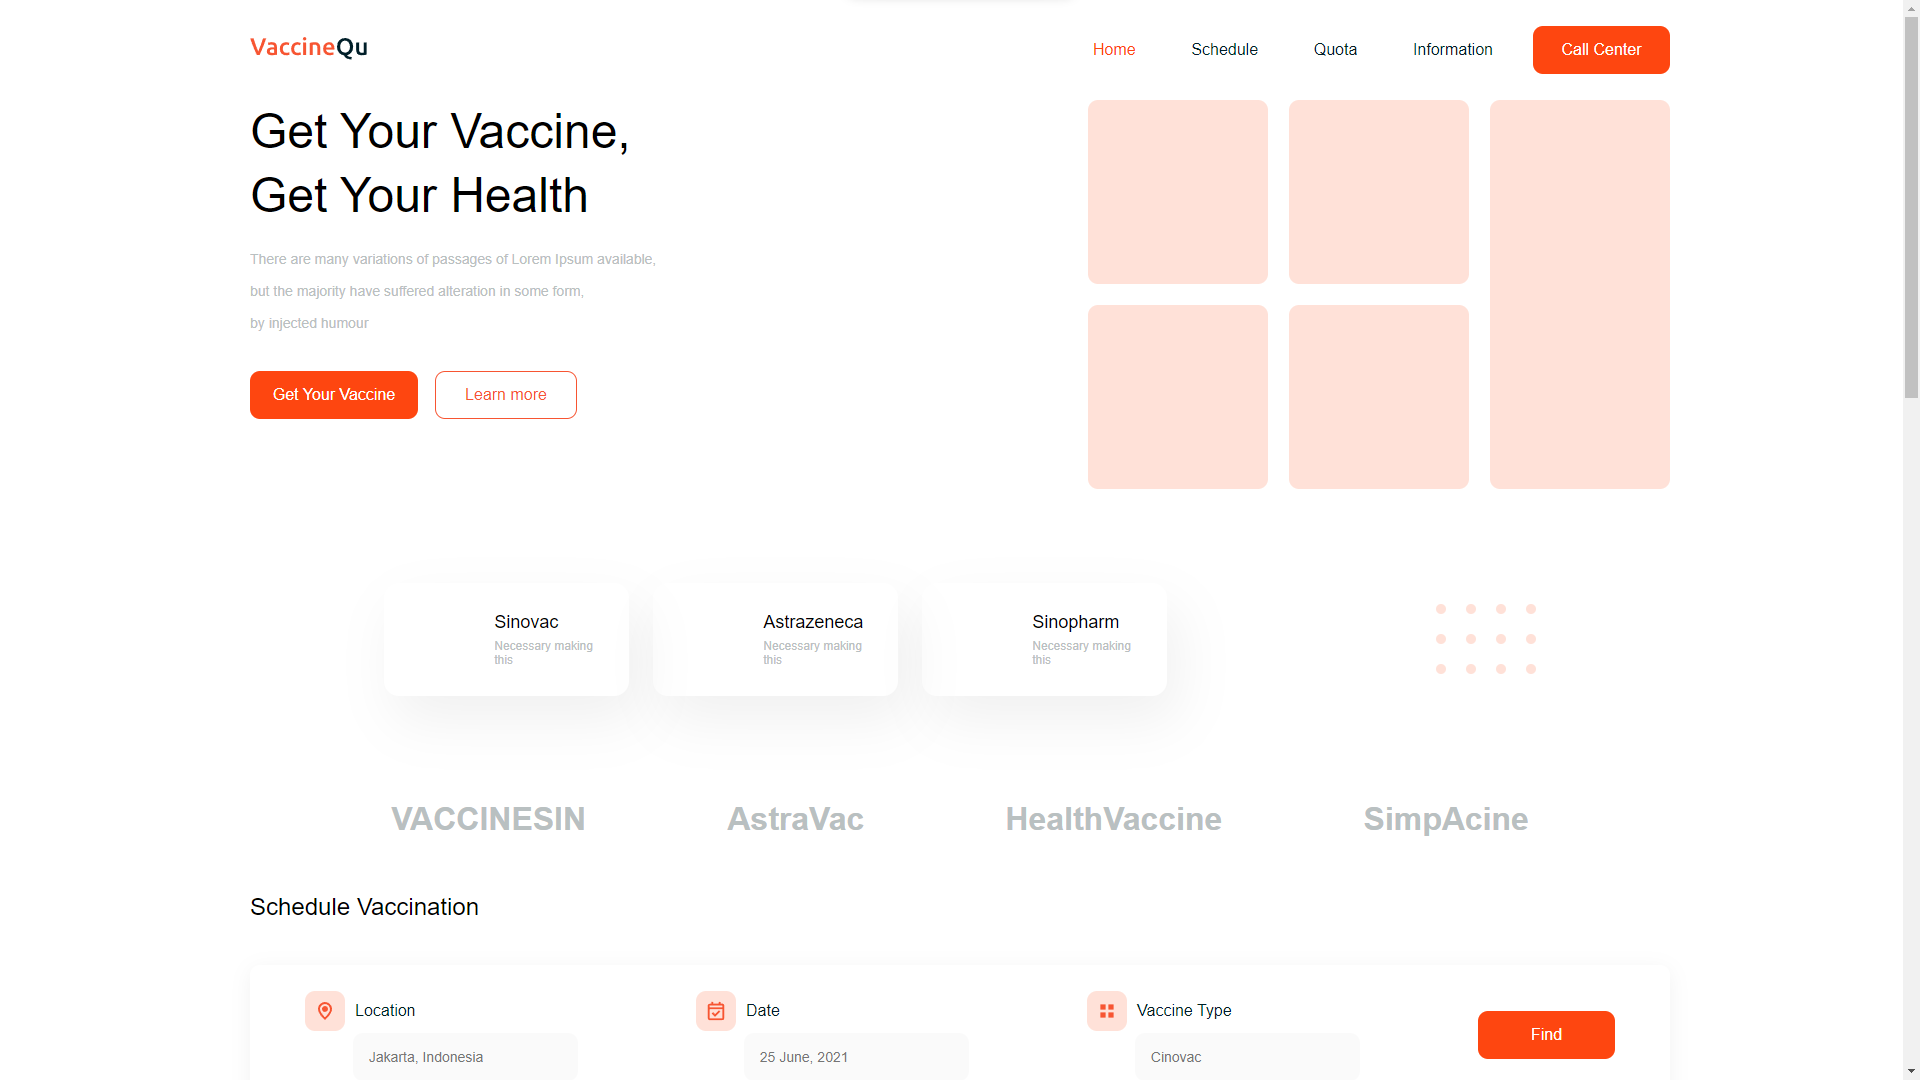 VaccineQu
Home
Schedule
Quota
Information
Call Center
Get Your Vaccine,
Get Your Health
There are many variations of passages of Lorem Ipsum available,
but the majority have suffered alteration in some form,
by injected humour
Get Your Vaccine
Learn more
Sinovac
Necessary making
this
Astrazeneca
Necessary making
this
Sinopharm
Necessary making
this
VACCINESIN
AstraVac
HealthVaccine
SimpAcine
Schedule Vaccination
Location
Jakarta, Indonesia
Date
25 June, 2021
Vaccine Type
Cinovac
Find